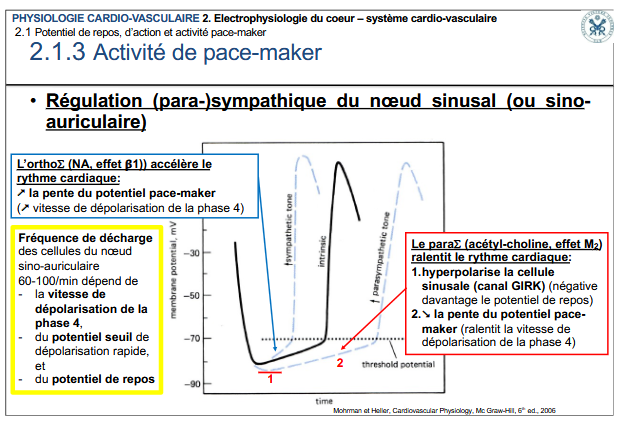 PHYSIOLOGIE CARDIO-VASCULAIRE 2. Electrophysiologie du coeur – système cardio-vasculaire
2.1 Potentiel de repos, d'action et activité pace-maker
2.1.3 Activité de pace-maker
• Régulation (para-)sympathique du nœud sinusal (ou sino-
auriculaire)
L'orthoΣ (NA, effet β1)) accélère le
rythme cardiaque:
↗ la pente du potentiel pace-maker
(↗ vitesse de dépolarisation de la phase 4)
Fréquence de décharge
des cellules du nœud
sino-auriculaire
60-100/min dépend de
- la vitesse de
dépolarisation de la
phase 4,
- du potentiel seuil de
dépolarisation rapide,
et
- du potentiel de repos
membrane potential, mV
−30
−50
−70
−90
↑sympathetic tone
intrinsic
↑ parasympathetic tone
threshold potential
1
2
time
Le paraΣ (acétyl-choline, effet M2)
ralentit le rythme cardiaque:
1.hyperpolarise la cellule
sinusale (canal GIRK) (négative
davantage le potentiel de repos)
2.↘ la pente du potentiel pace-
maker (ralentit la vitesse de
dépolarisation de la phase 4)
Mohrman et Heller, Cardiovascular Physiology, Mc Graw-Hill, 6th ed., 2006